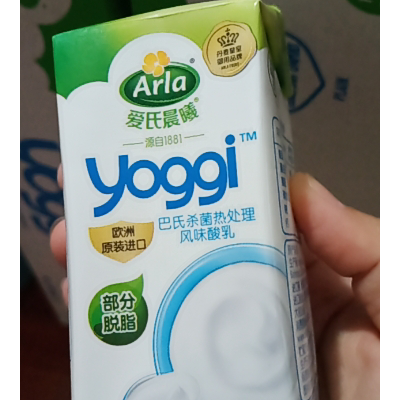 丹麦皇室
御用品牌
Arla
爱氏晨曦
源自1881
yoggi™
巴氏杀菌热处理
风味酸乳
欧洲
原装进口
部分
脱脂